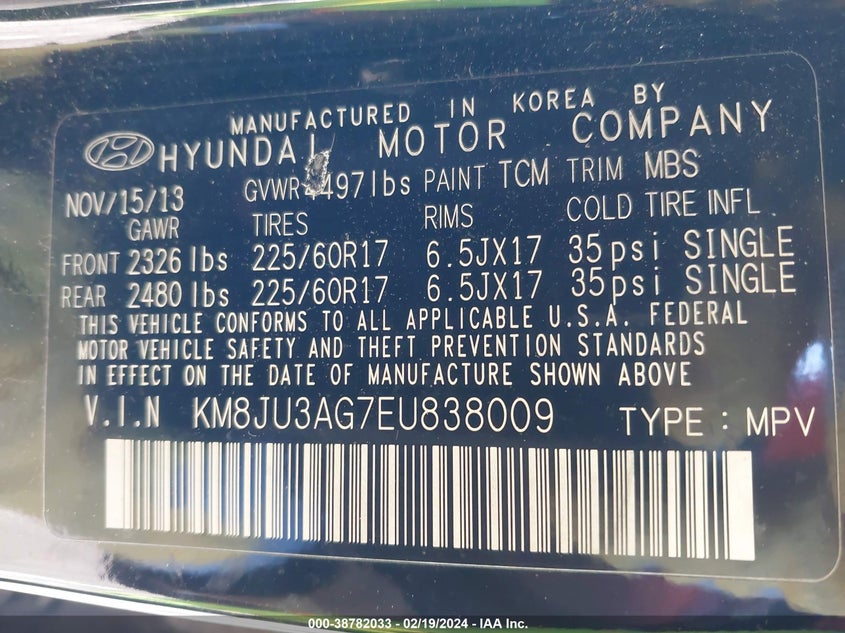 MANUFACTURED IN KOREA BY
HYUNDAI MOTOR COMPANY
NOV/15/13 GVWR 4497lbs PAINT TCM TRIM MBS
GAWR TIRES RIMS COLD TIRE INFL
FRONT 2326 lbs 225/60R17 6.5JX17 35psi SINGLE
REAR 2480 lbs 225/60R17 6.5JX17 35psi SINGLE
THIS VEHICLE CONFORMS TO ALL APPLICABLE U.S.A. FEDERAL
MOTOR VEHICLE SAFETY AND THEFT PREVENTION STANDARDS
IN EFFECT ON THE DATE OF MANUFACTURE SHOWN ABOVE
V.I.N KM8JU3AG7EU838009 TYPE : MPV
000-38782033 - 02/19/2024 - IAA Inc.